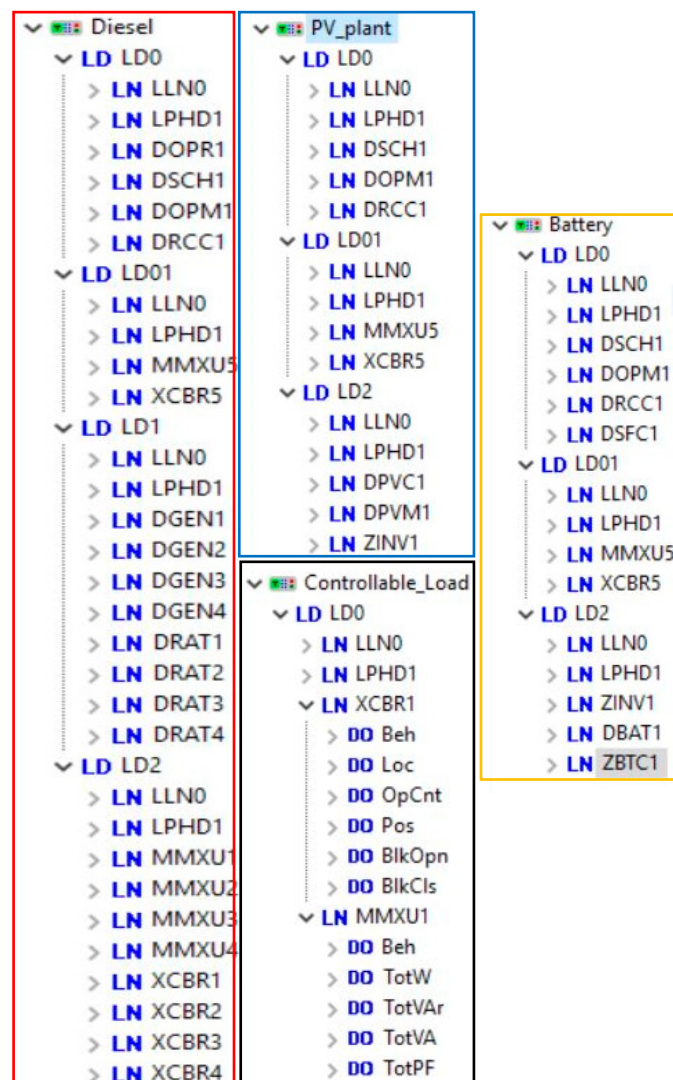 Diesel
LD LD0
LN LLN0
LN LPHD1
LN DOPR1
LN DSCH1
LN DOPM1
LN DRCC1
LD LD01
LN LLN0
LN LPHD1
LN MMXU5
LN XCBR5
LD LD1
LN LLN0
LN LPHD1
LN DGEN1
LN DGEN2
LN DGEN3
LN DGEN4
LN DRAT1
LN DRAT2
LN DRAT3
LN DRAT4
LD LD2
LN LLN0
LN LPHD1
LN MMXU1
LN MMXU2
LN MMXU3
LN MMXU4
LN XCBR1
LN XCBR2
LN XCBR3
LN XCBR4
PV_plant
LD LD0
LN LLN0
LN LPHD1
LN DSCH1
LN DOPM1
LN DRCC1
LD LD01
LN LLN0
LN LPHD1
LN MMXU5
LN XCBR5
LD LD2
LN LLN0
LN LPHD1
LN DPVC1
LN DPVM1
LN ZINV1
Controllable_Load
LD LD0
LN LLN0
LN LPHD1
LN XCBR1
DO Beh
DO Loc
DO OpCnt
DO Pos
DO BlkOpn
DO BlkCls
LN MMXU1
DO Beh
DO TotW
DO TotVAr
DO TotVA
DO TotPF
Battery
LD LD0
LN LLN0
LN LPHD1
LN DSCH1
LN DOPM1
LN DRCC1
LN DSFC1
LD LD01
LN LLN0
LN LPHD1
LN MMXU5
LN XCBR5
LD LD2
LN LLN0
LN LPHD1
LN ZINV1
LN DBAT1
LN ZBTC1